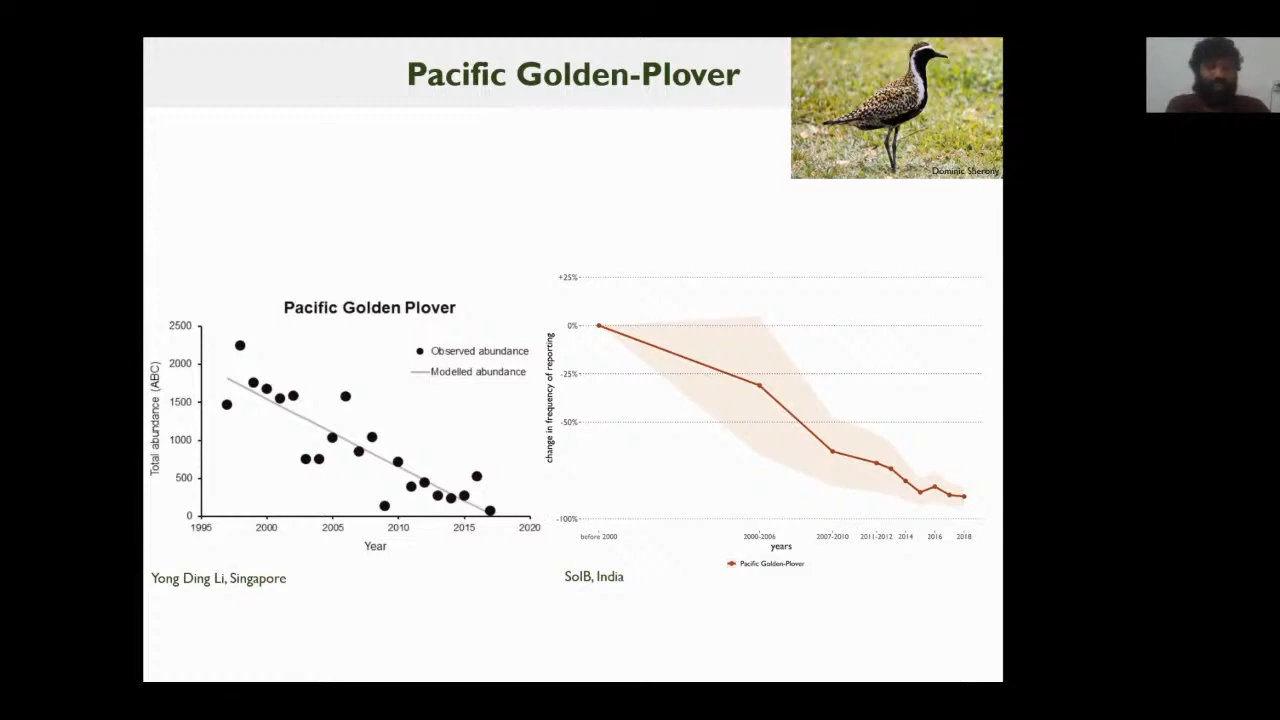 Pacific Golden-Plover
Dominic Sherony
Pacific Golden Plover
2500
2000
1500
1000
500
0
Total abundance (ABC)
Observed abundance
Modelled abundance
1995
2000
2005
2010
2015
2020
Year
Yong Ding Li, Singapore
+25%
0%
-25%
-50%
-100%
change in frequency of reporting
before 2000
2000-2006
2007-2010
2011-2012
2014
2016
2018
years
Pacific Golden-Plover
SoIB, India